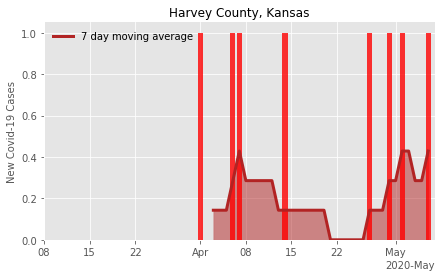 Harvey County, Kansas
7 day moving average
New Covid-19 Cases
1.0
0.8
0.6
0.4
0.2
0.0
08 15 22 Apr 08 15 22 May
2020-May